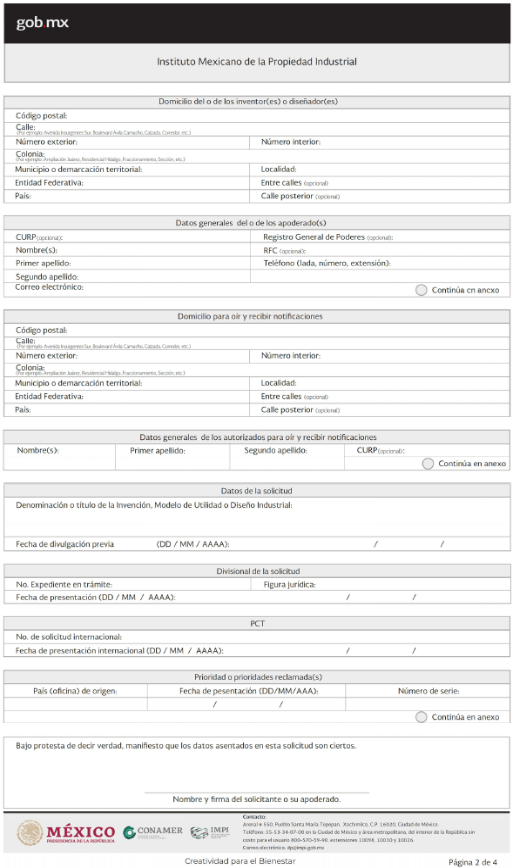 gob.mx
Instituto Mexicano de la Propiedad Industrial
Domicilio del o de los inventor(es) o diseñador(es)
Código postal:
Calle:
(Por ejemplo: Avenida Insurgentes Sur, Boulevard Ávila Camacho, Calzada, Corredor, etc.)
Número exterior: Número interior:
Colonia:
(Por ejemplo: Ampliación Juárez, Residencial Hidalgo, Fraccionamiento, Sección, etc.)
Municipio o demarcación territorial: Localidad:
Entidad Federativa: Entre calles (opcional)
País: Calle posterior (opcional)
Datos generales del o de los apoderado(s)
CURP(opcional): Registro General de Poderes (opcional):
Nombre(s): RFC (opcional):
Primer apellido: Teléfono (lada, número, extensión):
Segundo apellido:
Correo electrónico: Continúa en anexo
Domicilio para oír y recibir notificaciones
Código postal:
Calle:
(Por ejemplo: Avenida Insurgentes Sur, Boulevard Ávila Camacho, Calzada, Corredor, etc.)
Número exterior: Número interior:
Colonia:
(Por ejemplo: Ampliación Juárez, Residencial Hidalgo, Fraccionamiento, Sección, etc.)
Municipio o demarcación territorial: Localidad:
Entidad Federativa: Entre calles (opcional)
País: Calle posterior (opcional)
Datos generales de los autorizados para oír y recibir notificaciones
Nombre(s): Primer apellido: Segundo apellido: CURP(opcional):
Continúa en anexo
Datos de la solicitud
Denominación o título de la Invención, Modelo de Utilidad o Diseño Industrial:
Fecha de divulgación previa (DD / MM / AAAA): / /
Divisional de la solicitud
No. Expediente en trámite: Figura jurídica:
Fecha de presentación (DD / MM / AAAA): / /
PCT
No. de solicitud internacional:
Fecha de presentación internacional (DD / MM / AAAA): / /
Prioridad o prioridades reclamada(s)
País (oficina) de origen: Fecha de pesentación (DD/MM/AAA): Número de serie:
/ /
Continúa en anexo
Bajo protesta de decir verdad, manifiesto que los datos asentados en esta solicitud son ciertos.
Nombre y firma del solicitante o su apoderado.
MÉXICO
PRESIDENCIA DE LA REPÚBLICA
CONAMER
IMPI
Contacto:
Arenal # 550, Pueblo Santa María Tepepan, Xochimilco, C.P. 16020, Ciudad de México.
Teléfono: 55-53-34-07-00 en la Ciudad de México y área metropolitana, del interior de la República sin
costo para el usuario 800-570-59-90, extensiones 10098, 10010 y 10026.
Correo electrónico: dp@impi.gob.mx
Creatividad para el Bienestar
Página 2 de 4